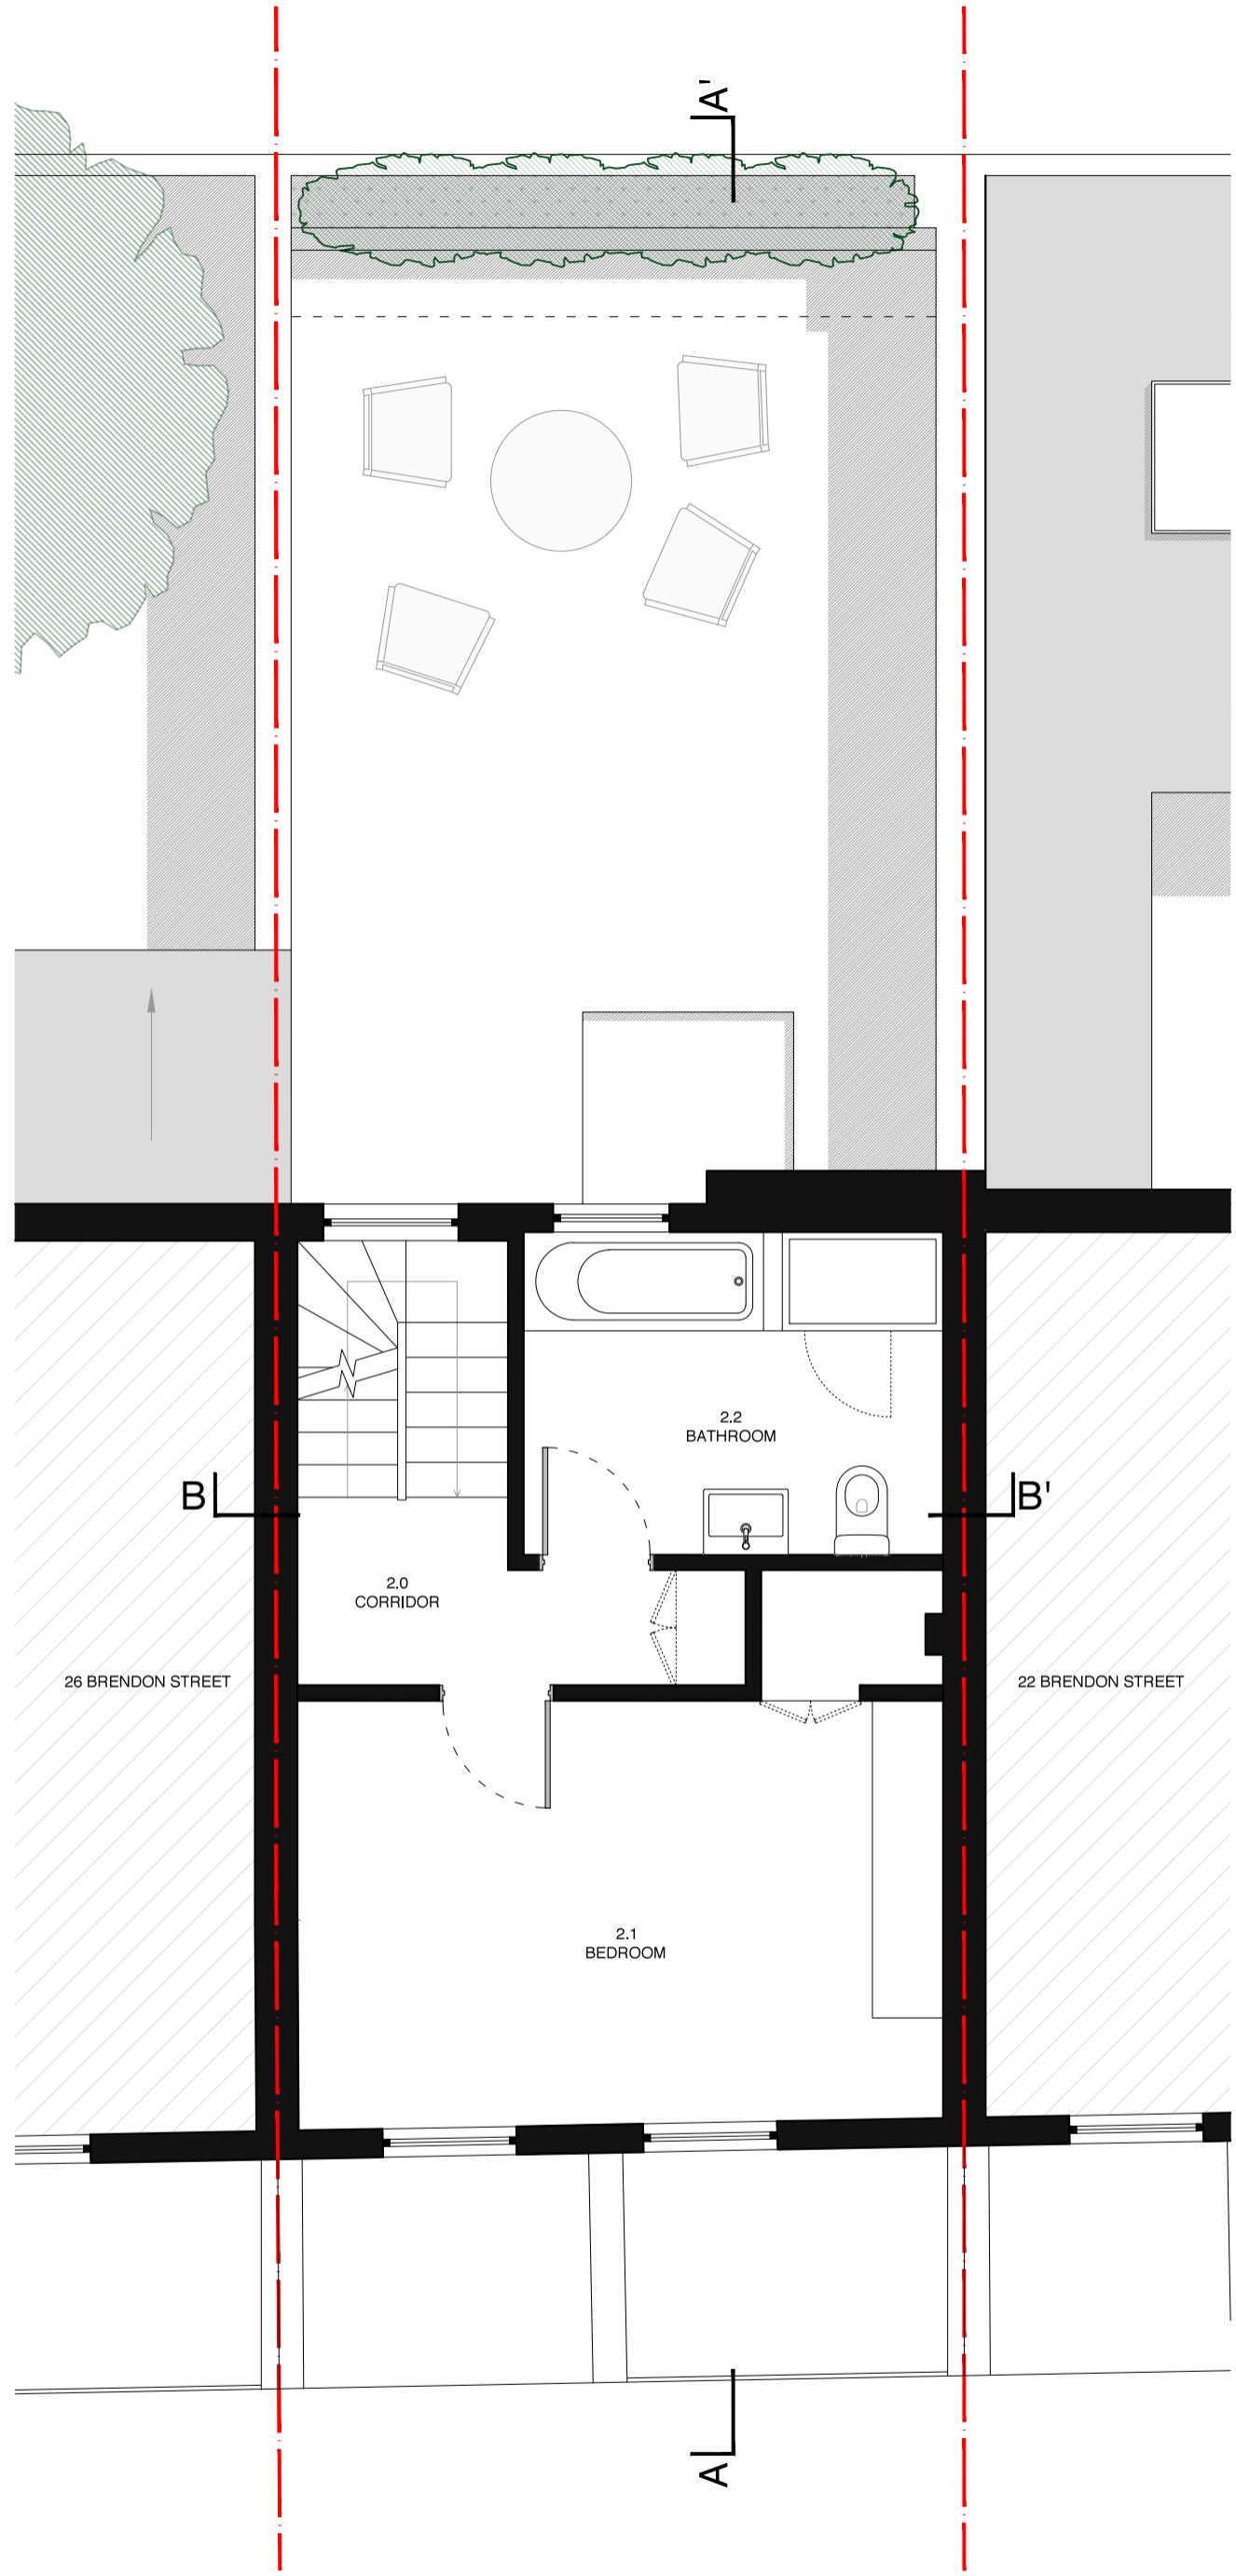 A'
2.2
BATHROOM
B
B'
2.0
CORRIDOR
26 BRENDON STREET
22 BRENDON STREET
2.1
BEDROOM
A